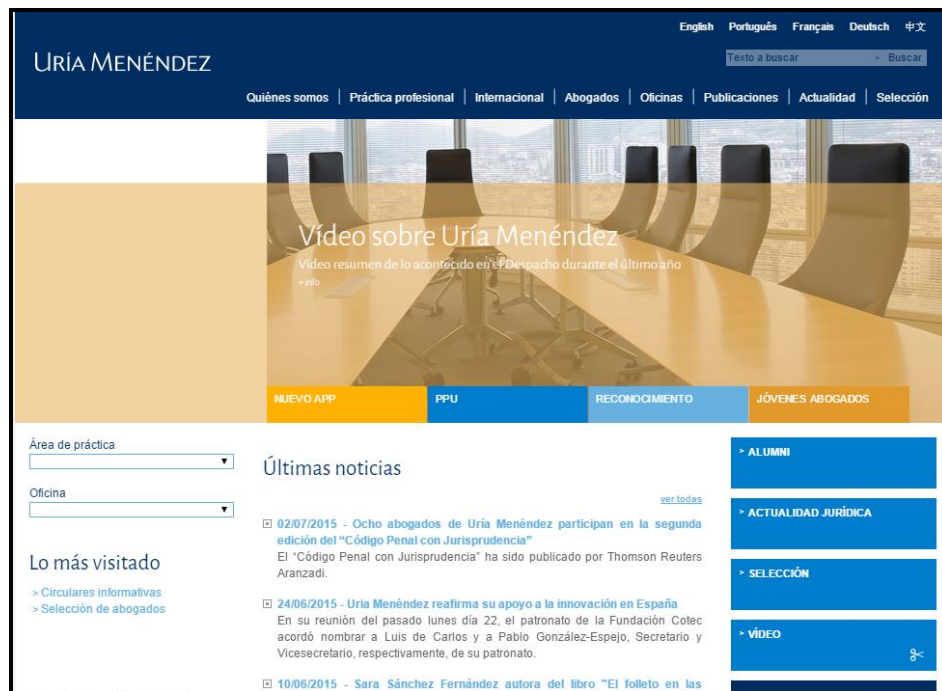 English Português Français Deutsch 中文
URÍA MENÉNDEZ
Texto a buscar > Buscar
Quiénes somos | Práctica profesional | Internacional | Abogados | Oficinas | Publicaciones | Actualidad | Selección
Vídeo sobre Uría Menéndez
Vídeo resumen de lo acontecido en el Despacho durante el último año
+ info
NUEVO APP
PPU
RECONOCIMIENTO
JÓVENES ABOGADOS
Área de práctica
Oficina
Lo más visitado
> Circulares informativas
> Selección de abogados
Últimas noticias
ver todas
02/07/2015 - Ocho abogados de Uría Menéndez participan en la segunda
edición del “Código Penal con Jurisprudencia”
El “Código Penal con Jurisprudencia” ha sido publicado por Thomson Reuters
Aranzadi.
24/06/2015 - Uría Menéndez reafirma su apoyo a la innovación en España
En su reunión del pasado lunes día 22, el patronato de la Fundación Cotec
acordó nombrar a Luis de Carlos y a Pablo González-Espejo, Secretario y
Vicesecretario, respectivamente, de su patronato.
10/06/2015 - Sara Sánchez Fernández autora del libro "El folleto en las
> ALUMNI
> ACTUALIDAD JURÍDICA
> SELECCIÓN
> VÍDEO